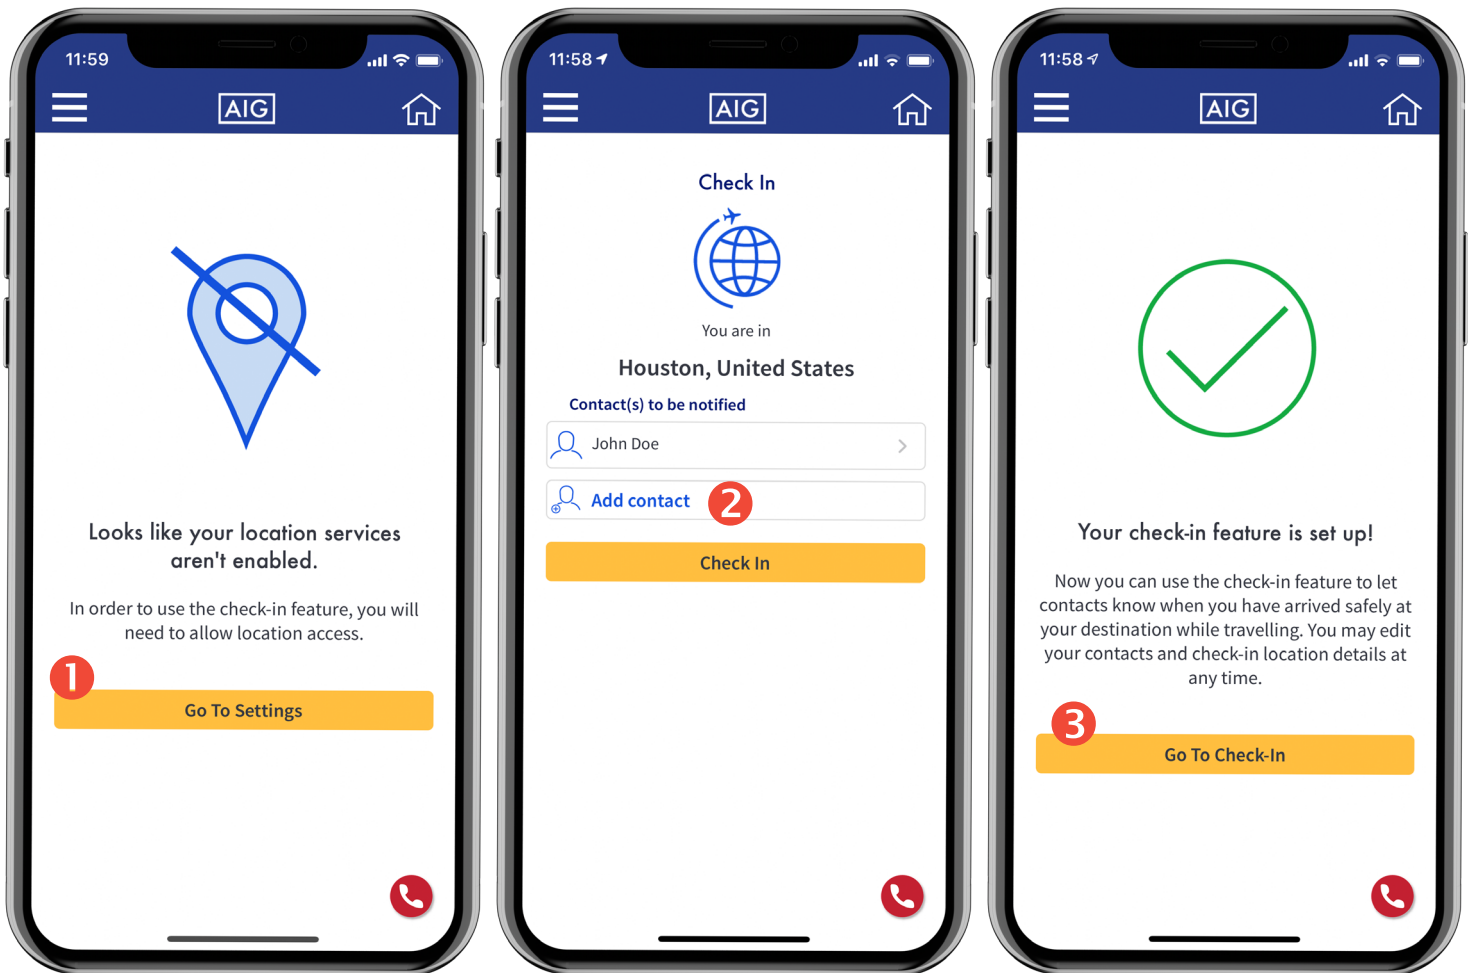 11:59
AIG
Looks like your location services
aren't enabled.
In order to use the check-in feature, you will
need to allow location access.
1
Go To Settings
11:58
AIG
Check In
You are in
Houston, United States
Contact(s) to be notified
John Doe
Add contact
2
Check In
11:58
AIG
Your check-in feature is set up!
Now you can use the check-in feature to let
contacts know when you have arrived safely at
your destination while travelling. You may edit
your contacts and check-in location details at
any time.
3
Go To Check-In